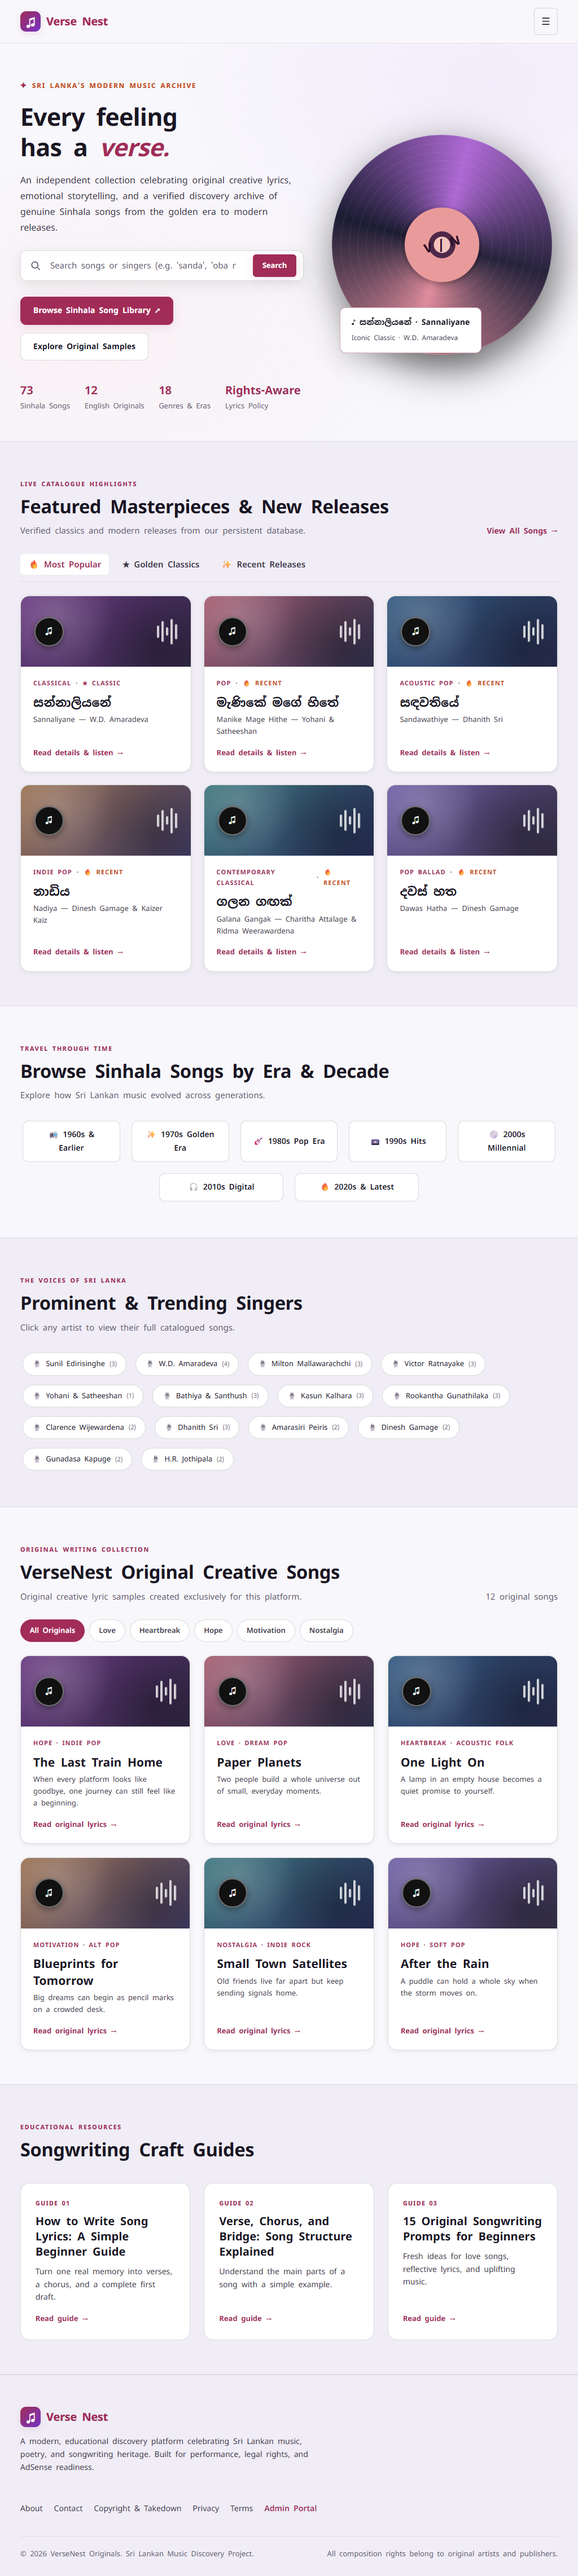 Verse Nest
☰
✦ SRI LANKA'S MODERN MUSIC ARCHIVE
Every feeling
has a verse.
An independent collection celebrating original creative lyrics,
emotional storytelling, and a verified discovery archive of
genuine Sinhala songs from the golden era to modern
releases.
Search songs or singers (e.g. 'sanda', 'oba r
Search
Browse Sinhala Song Library ↗
Explore Original Samples
♪ සන්නාලියනේ · Sannaliyane
Iconic Classic · W.D. Amaradeva
73 12 18 Rights-Aware
Sinhala Songs English Originals Genres & Eras Lyrics Policy
LIVE CATALOGUE HIGHLIGHTS
Featured Masterpieces & New Releases
Verified classics and modern releases from our persistent database.
View All Songs →
🔥 Most Popular ★ Golden Classics ✨ Recent Releases
CLASSICAL · ★ CLASSIC
සන්නාලියනේ
Sannaliyane — W.D. Amaradeva
Read details & listen →
POP · 🔥 RECENT
මැණිකේ මගේ හිතේ
Manike Mage Hithe — Yohani &
Satheeshan
Read details & listen →
ACOUSTIC POP · 🔥 RECENT
සඳවතියේ
Sandawathiye — Dhanith Sri
Read details & listen →
INDIE POP · 🔥 RECENT
නාඩිය
Nadiya — Dinesh Gamage & Kaizer
Kaiz
Read details & listen →
CONTEMPORARY
CLASSICAL · 🔥 RECENT
ගලන ගඟක්
Galana Gangak — Charitha Attalage &
Ridma Weerawardena
Read details & listen →
POP BALLAD · 🔥 RECENT
දවස් හත
Dawas Hatha — Dinesh Gamage
Read details & listen →
TRAVEL THROUGH TIME
Browse Sinhala Songs by Era & Decade
Explore how Sri Lankan music evolved across generations.
📻 1960s &
Earlier
✨ 1970s Golden
Era
🎸 1980s Pop Era
📼 1990s Hits
💿 2000s
Millennial
🎧 2010s Digital
🔥 2020s & Latest
THE VOICES OF SRI LANKA
Prominent & Trending Singers
Click any artist to view their full catalogued songs.
🎙 Sunil Edirisinghe (3) 🎙 W.D. Amaradeva (4) 🎙 Milton Mallawarachchi (3) 🎙 Victor Ratnayake (3)
🎙 Yohani & Satheeshan (1) 🎙 Bathiya & Santhush (3) 🎙 Kasun Kalhara (3) 🎙 Rookantha Gunathilaka (3)
🎙 Clarence Wijewardena (2) 🎙 Dhanith Sri (3) 🎙 Amarasiri Peiris (2) 🎙 Dinesh Gamage (2)
🎙 Gunadasa Kapuge (2) 🎙 H.R. Jothipala (2)
ORIGINAL WRITING COLLECTION
VerseNest Original Creative Songs
Original creative lyric samples created exclusively for this platform.
12 original songs
All Originals Love Heartbreak Hope Motivation Nostalgia
HOPE · INDIE POP
The Last Train Home
When every platform looks like
goodbye, one journey can still feel like
a beginning.
Read original lyrics →
LOVE · DREAM POP
Paper Planets
Two people build a whole universe out
of small, everyday moments.
Read original lyrics →
HEARTBREAK · ACOUSTIC FOLK
One Light On
A lamp in an empty house becomes a
quiet promise to yourself.
Read original lyrics →
MOTIVATION · ALT POP
Blueprints for
Tomorrow
Big dreams can begin as pencil marks
on a crowded desk.
Read original lyrics →
NOSTALGIA · INDIE ROCK
Small Town Satellites
Old friends live far apart but keep
sending signals home.
Read original lyrics →
HOPE · SOFT POP
After the Rain
A puddle can hold a whole sky when
the storm moves on.
Read original lyrics →
EDUCATIONAL RESOURCES
Songwriting Craft Guides
GUIDE 01
How to Write Song
Lyrics: A Simple
Beginner Guide
Turn one real memory into verses,
a chorus, and a complete first
draft.
Read guide →
GUIDE 02
Verse, Chorus, and
Bridge: Song Structure
Explained
Understand the main parts of a
song with a simple example.
Read guide →
GUIDE 03
15 Original Songwriting
Prompts for Beginners
Fresh ideas for love songs,
reflective lyrics, and uplifting
music.
Read guide →
Verse Nest
A modern, educational discovery platform celebrating Sri Lankan music,
poetry, and songwriting heritage. Built for performance, legal rights, and
AdSense readiness.
About Contact Copyright & Takedown Privacy Terms Admin Portal
© 2026 VerseNest Originals. Sri Lankan Music Discovery Project.
All composition rights belong to original artists and publishers.